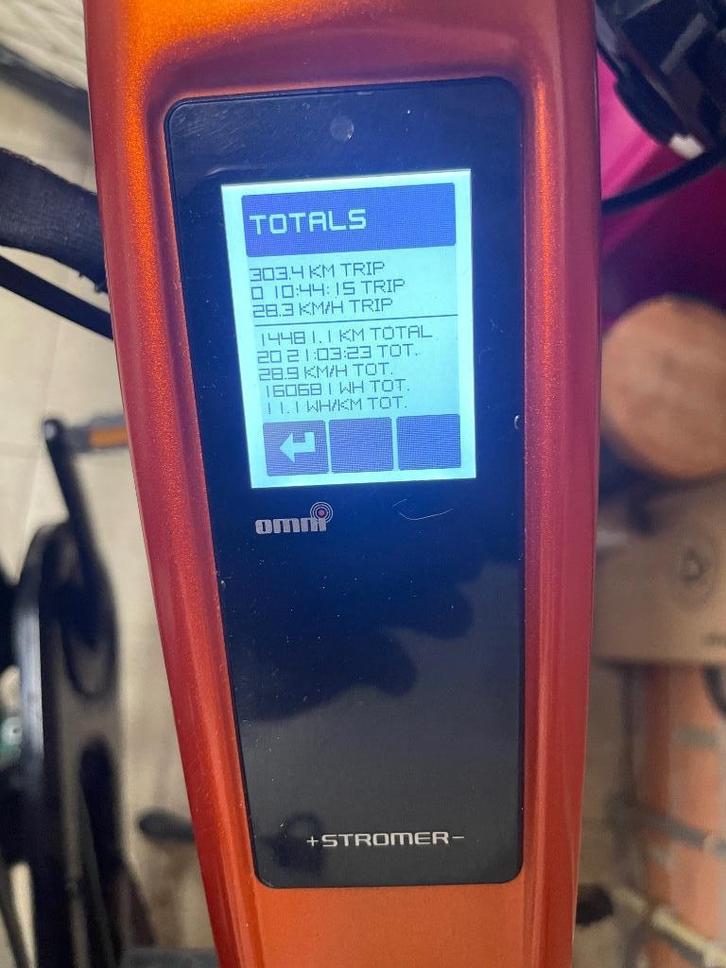 TOTALS
303.4 KM TRIP
0 10:44:15 TRIP
28.3 KM/H TRIP
14481.1 KM TOTAL
20 21:03:23 TOT.
28.9 KM/H TOT.
160681 WH TOT.
11.1 WH/KM TOT.
omni
+STROMER-